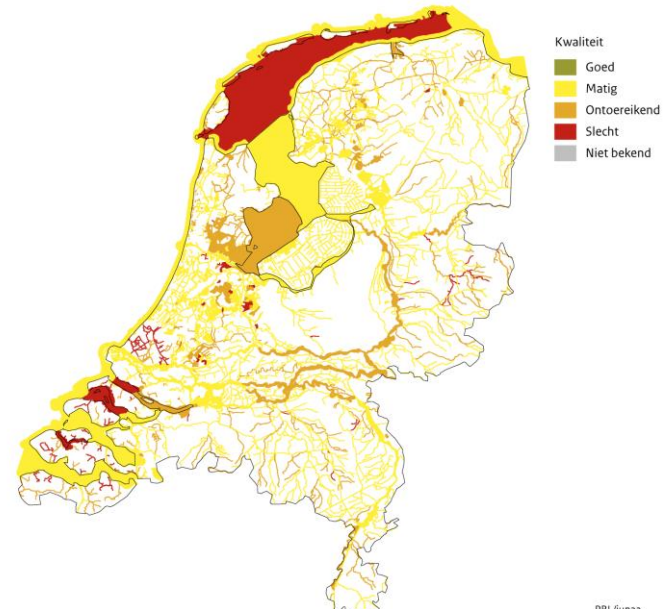 Kwaliteit
Goed
Matig
Ontoereikend
Slecht
Niet bekend